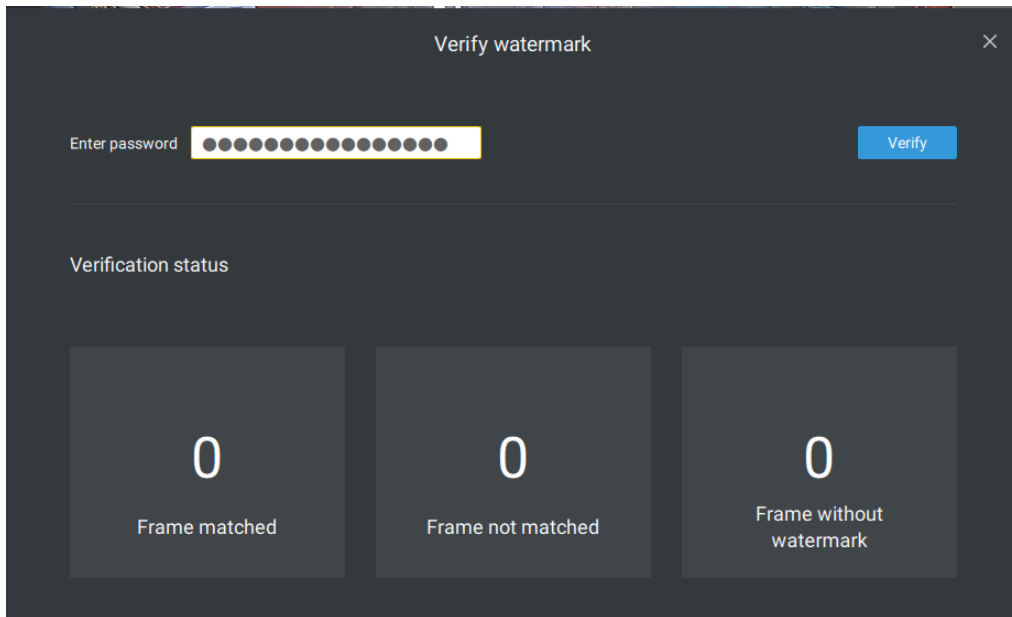 Verify watermark
Enter password
Verify
Verification status
0
Frame matched
0
Frame not matched
0
Frame without
watermark